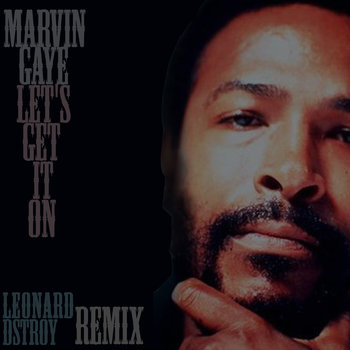 MARVIN
GAYE
LET'S
GET
IT
ON
LEONARD
DSTROY
REMIX